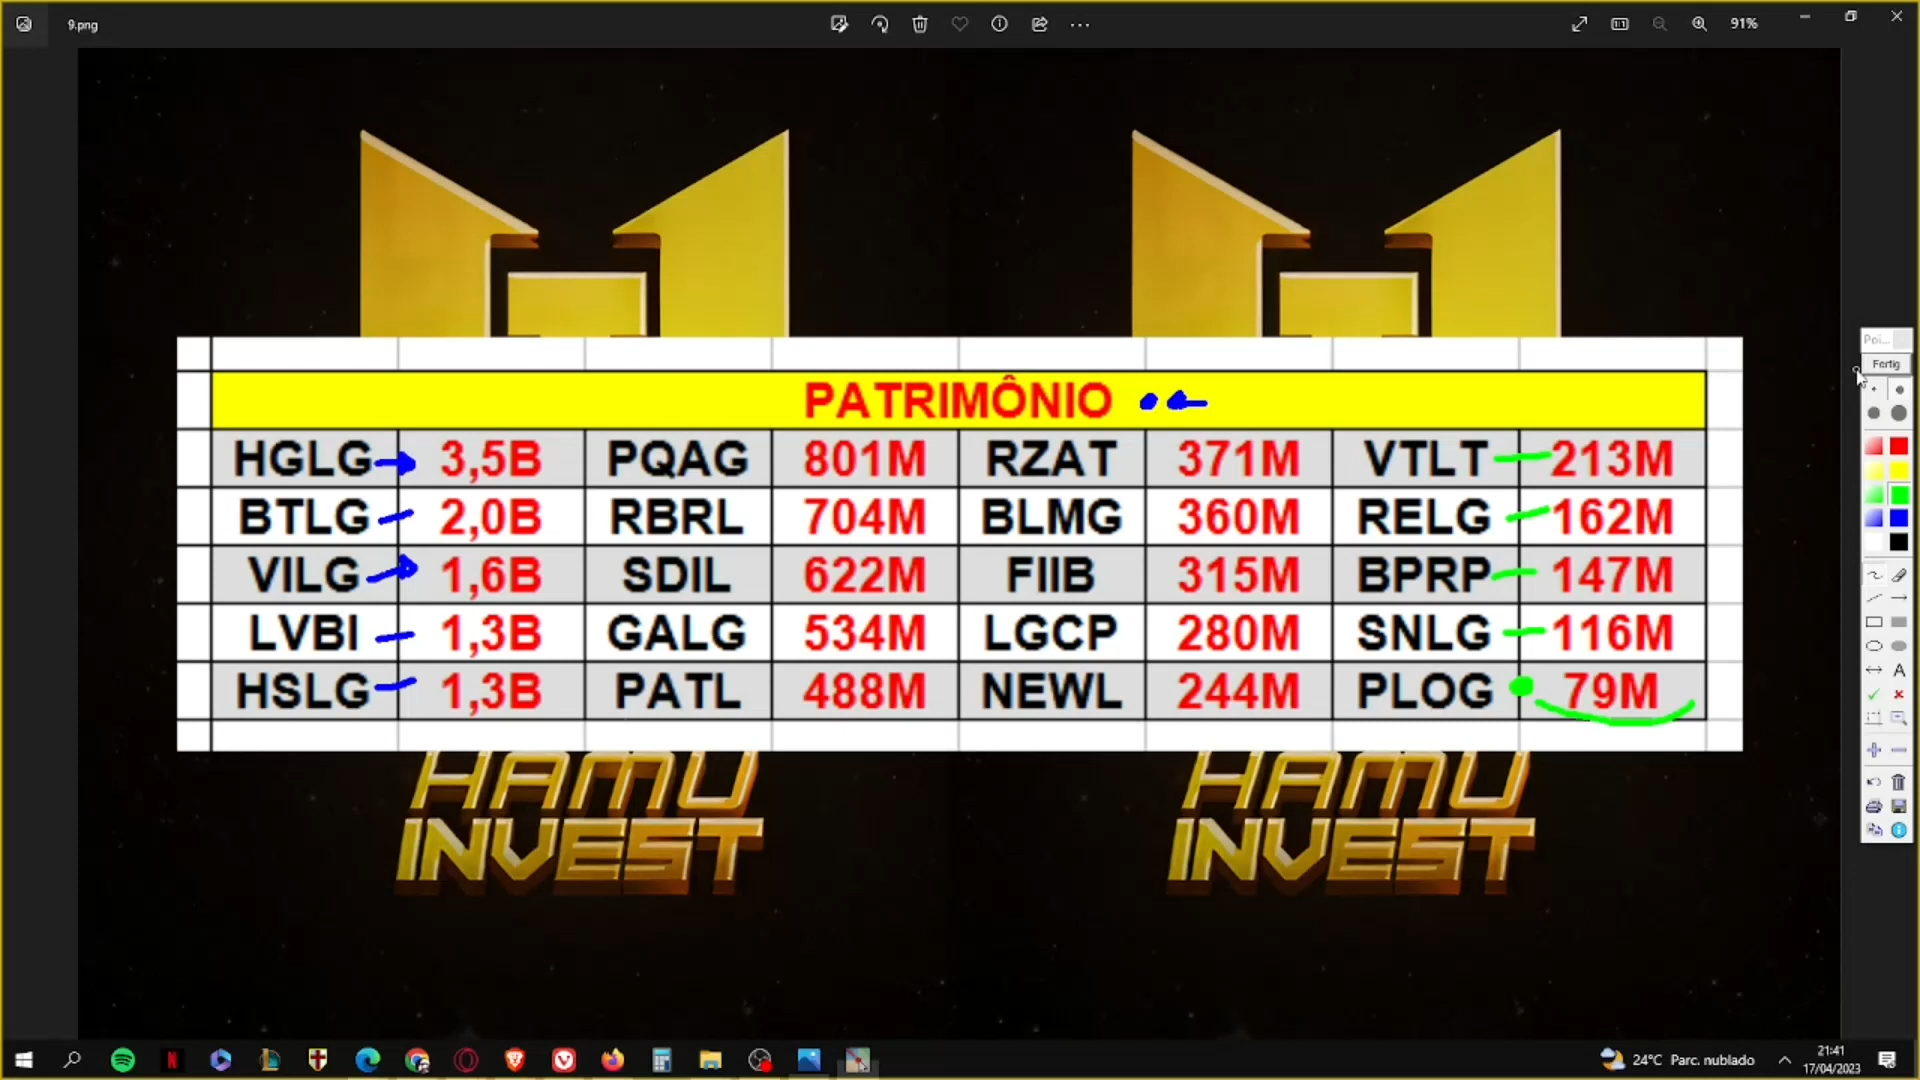 9.png
91%
Poi...
Fertig
PATRIMÔNIO
HGLG 3,5B PQAG 801M RZAT 371M VTLT 213M
BTLG 2,0B RBRL 704M BLMG 360M RELG 162M
VILG 1,6B SDIL 622M FIIB 315M BPRP 147M
LVBI 1,3B GALG 534M LGCP 280M SNLG 116M
HSLG 1,3B PATL 488M NEWL 244M PLOG 79M
HAMU HAMU
INVEST INVEST
24°C Parc. nublado
21:41
17/04/2023